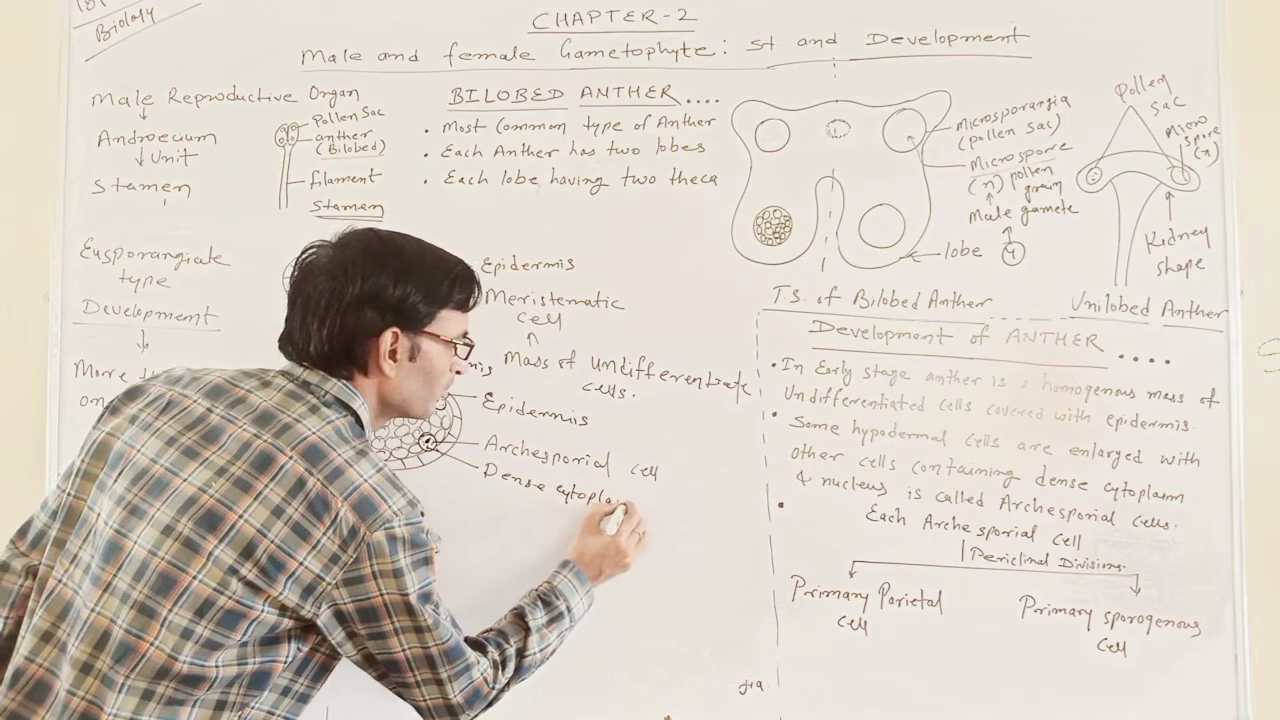 Biology
CHAPTER-2
Male and female Gametophyte: st and Development
Male Reproductive Organ
↓
Androecium
↓ Unit
Stamen
Pollen Sac
anther
(Bilobed)
filament
Stamen
BILOBED ANTHER....
• Most Common type of Anther
• Each Anther has two lobes
• Each lobe having two theca
Microsporangia
(pollen sac)
Microspore
(n) pollen
grain
Male gamete
lobe
T.S. of Bilobed Anther
Pollen
Sac
Micro
spore
(n)
Kidney
shape
Unilobed Anther
Eusporangiate
type
Development
↓
More
on
Epidermis
Meristematic
cell
↑
Mass of Undifferentiate
cells.
Epidermis
Archesporial cell
Dense cytopla
Development of ANTHER....
• In Early stage anther is a homogenous mass of
Undifferentiated cells covered with epidermis.
• Some hypodermal cells are enlarged with
other cells containing dense cytoplasm
& nucleus is called Archesporial cells.
• Each Archesporial cell
Periclinal Divisions.
Primary Parietal
cell
Primary sporogenous
cell